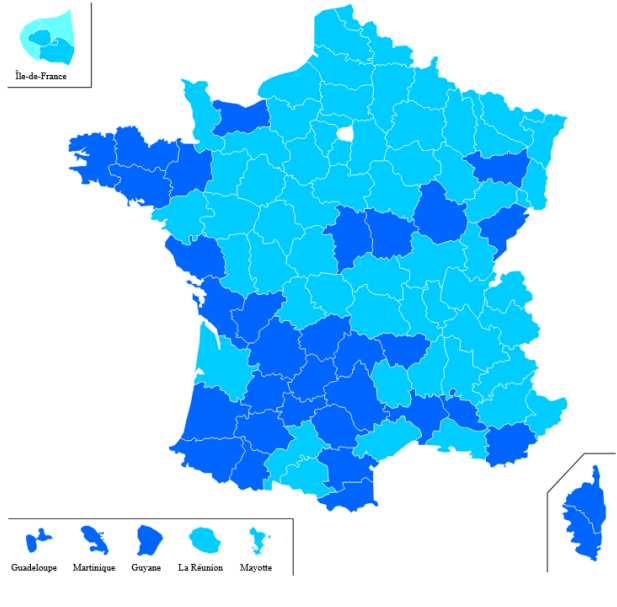 Île-de-France
Guadeloupe
Martinique
Guyane
La Réunion
Mayotte